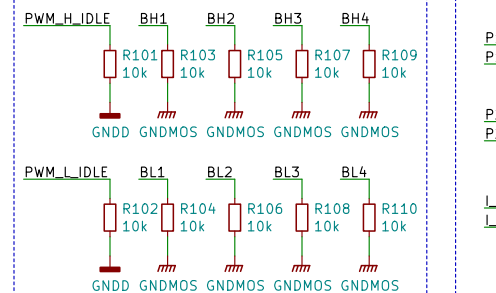 PWM_H_IDLE BH1 BH2 BH3 BH4
R101 R103 R105 R107 R109
10k 10k 10k 10k 10k
GNDD GNDMOS GNDMOS GNDMOS GNDMOS
PWM_L_IDLE BL1 BL2 BL3 BL4
R102 R104 R106 R108 R110
10k 10k 10k 10k 10k
GNDD GNDMOS GNDMOS GNDMOS GNDMOS
P
P
P
P
I_
I_